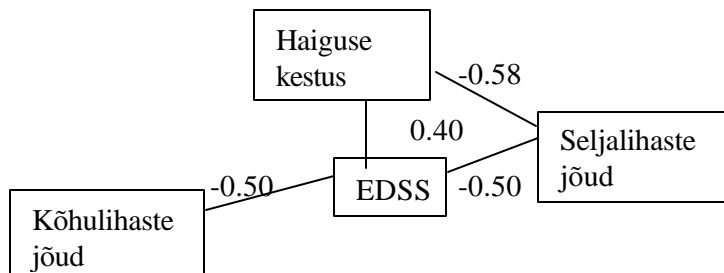 Haiguse
kestus
-0.58
0.40
Seljalihaste
jõud
-0.50
EDSS
-0.50
Kõhulihaste
jõud